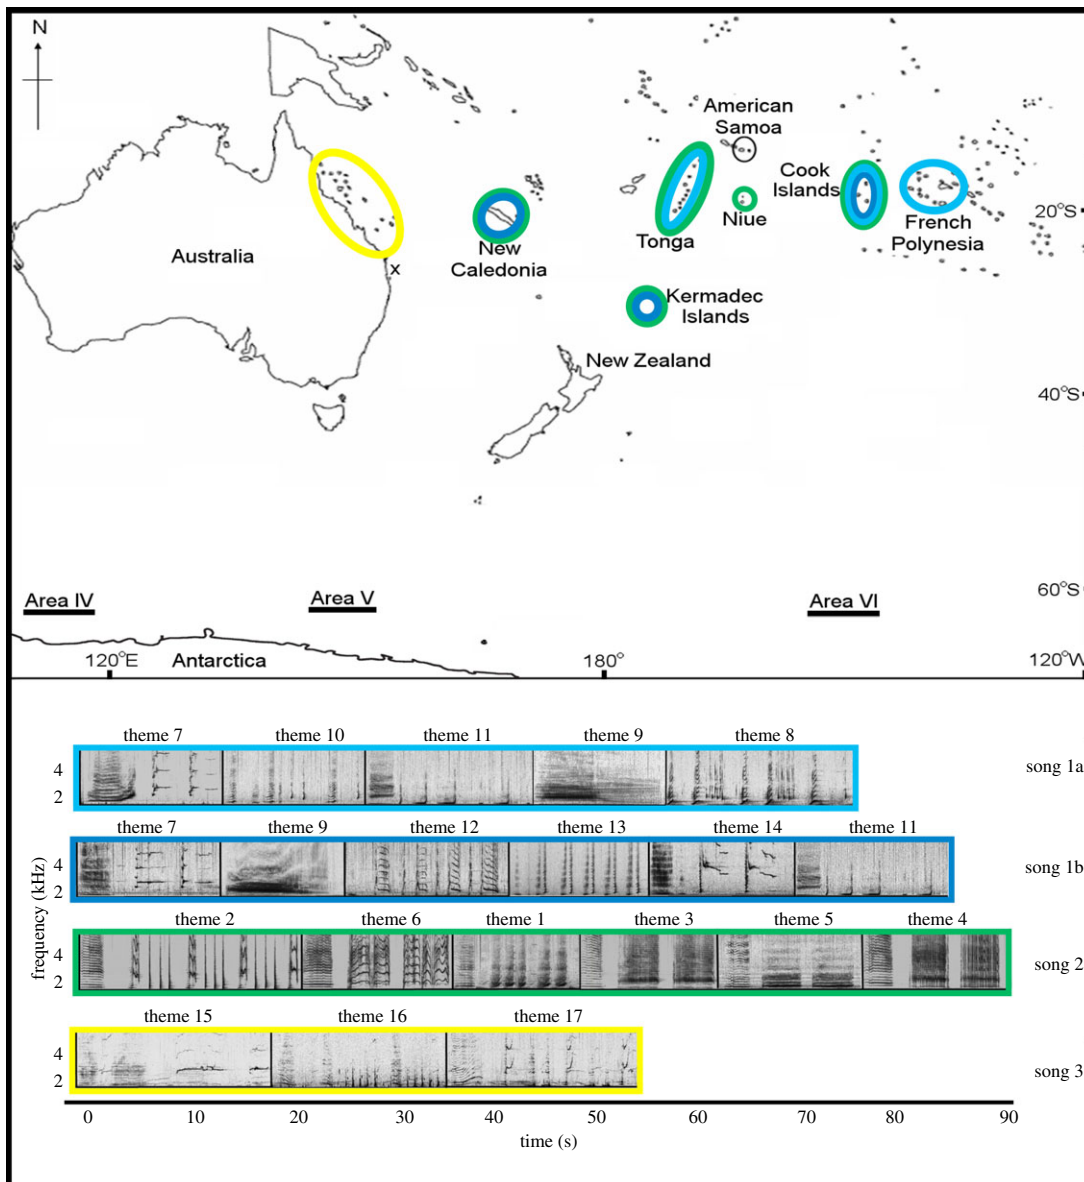 N
American
Samoa
Cook
Islands
20°S
Niue
French
Polynesia
Tonga
New
Caledonia
Australia
x
Kermadec
Islands
New Zealand
40°S
60°S
Area IV
Area V
Area VI
Antarctica
120°E
180°
120°W
theme 7 theme 10 theme 11 theme 9 theme 8
4
2
song 1a
theme 7 theme 9 theme 12 theme 13 theme 14 theme 11
4
2
song 1b
frequency (kHz)
theme 2 theme 6 theme 1 theme 3 theme 5 theme 4
4
2
song 2
theme 15 theme 16 theme 17
4
2
song 3
0 10 20 30 40 50 60 70 80 90
time (s)